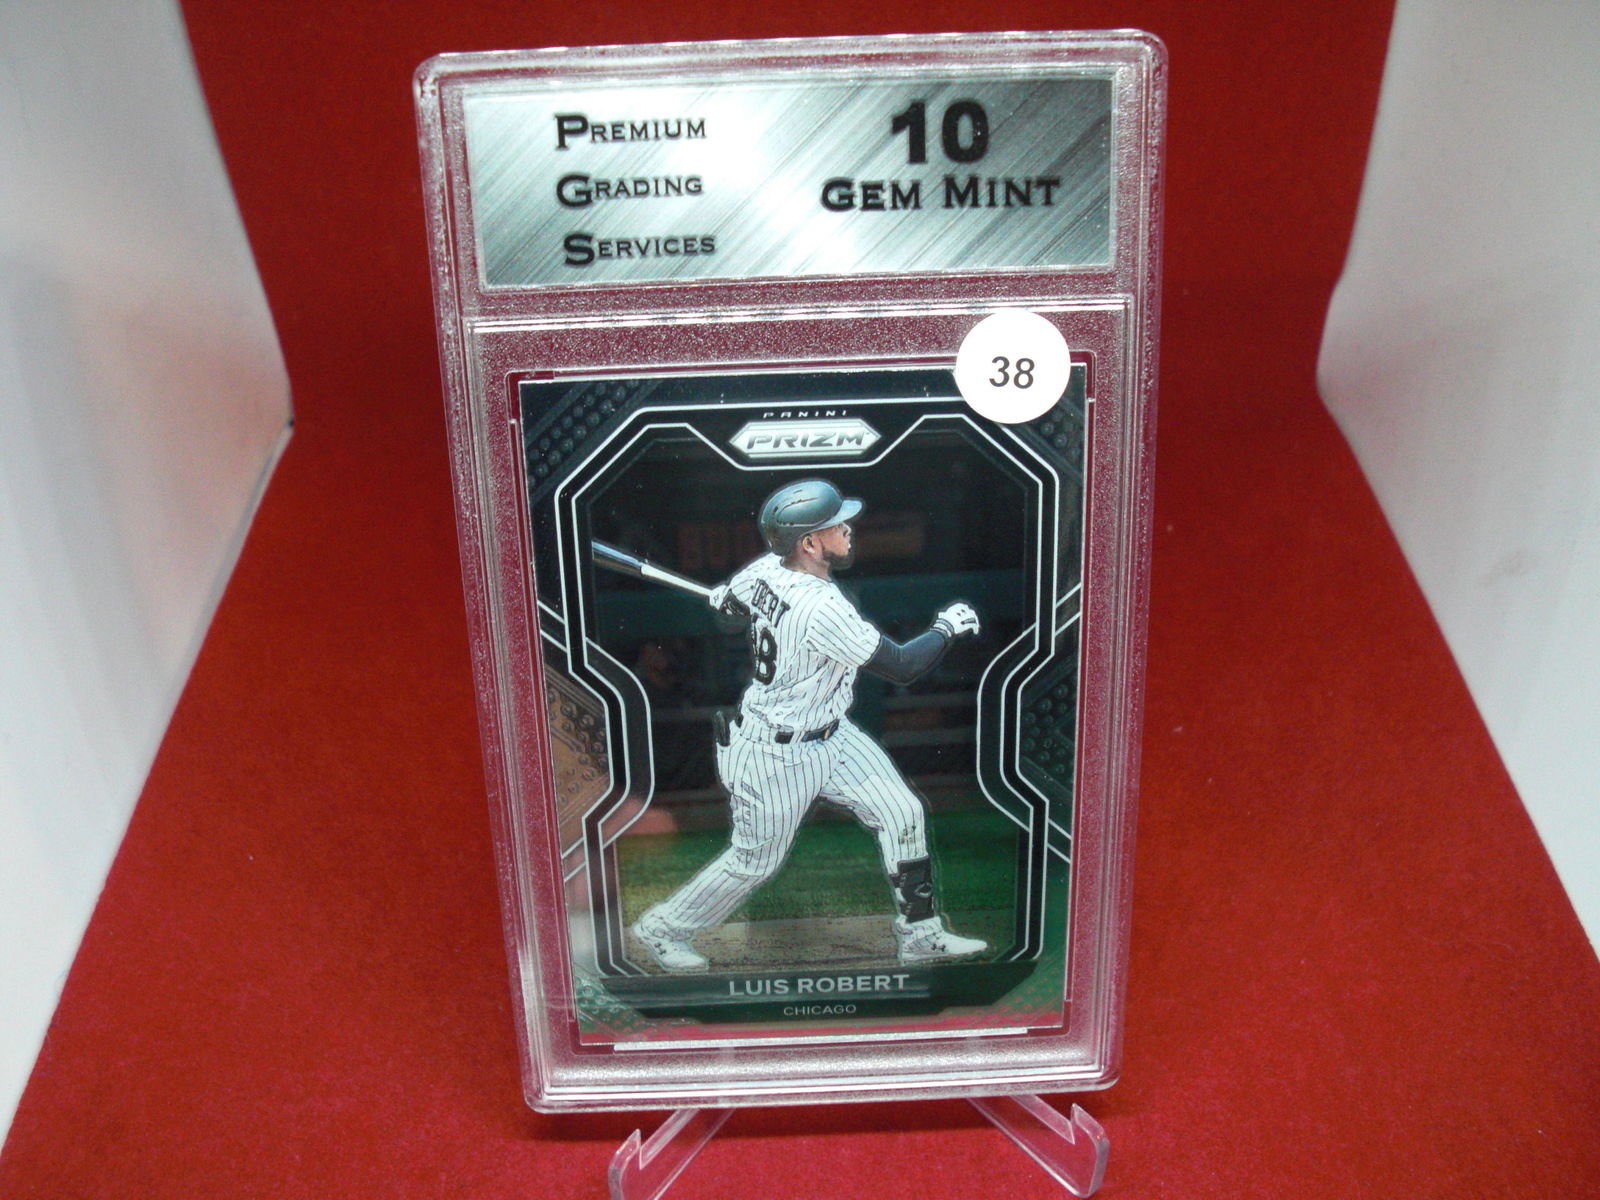 PREMIUM
GRADING
SERVICES
10
GEM MINT
38
PANINI
PRIZM
LUIS ROBERT
CHICAGO